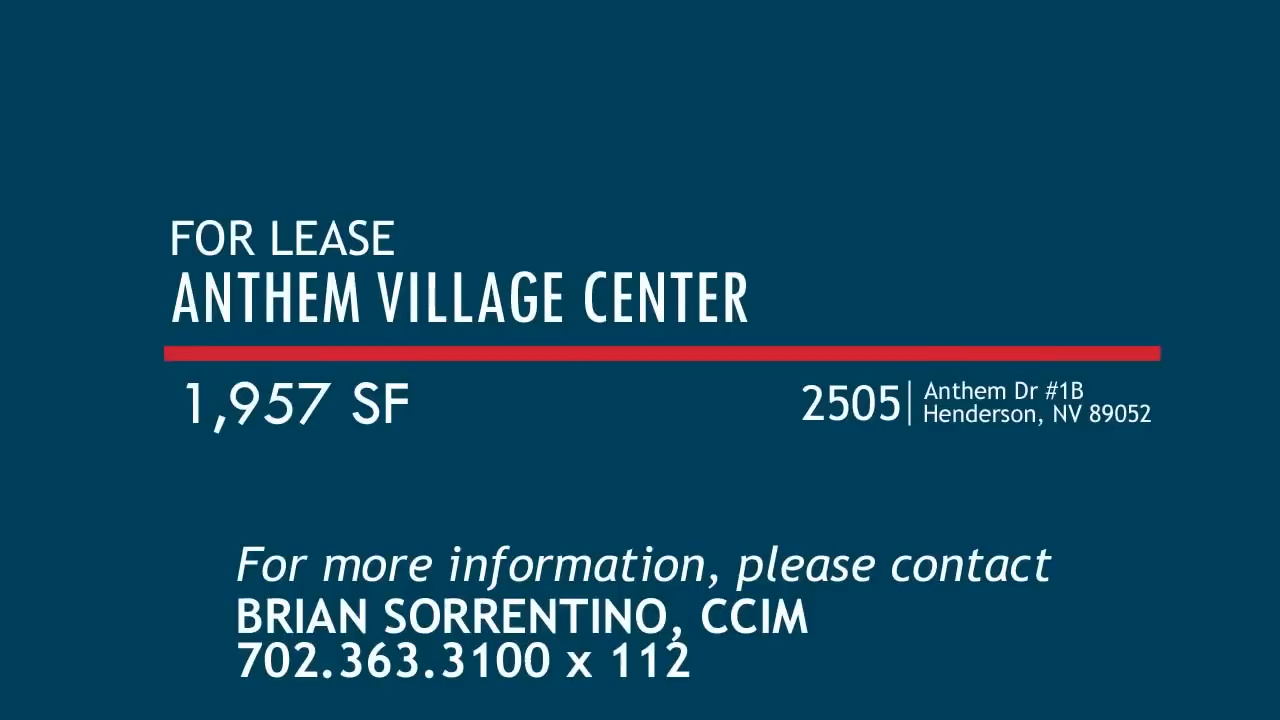 FOR LEASE
ANTHEM VILLAGE CENTER
1,957 SF
2505
Anthem Dr #1B
Henderson, NV 89052
For more information, please contact
BRIAN SORRENTINO, CCIM
702.363.3100 x 112